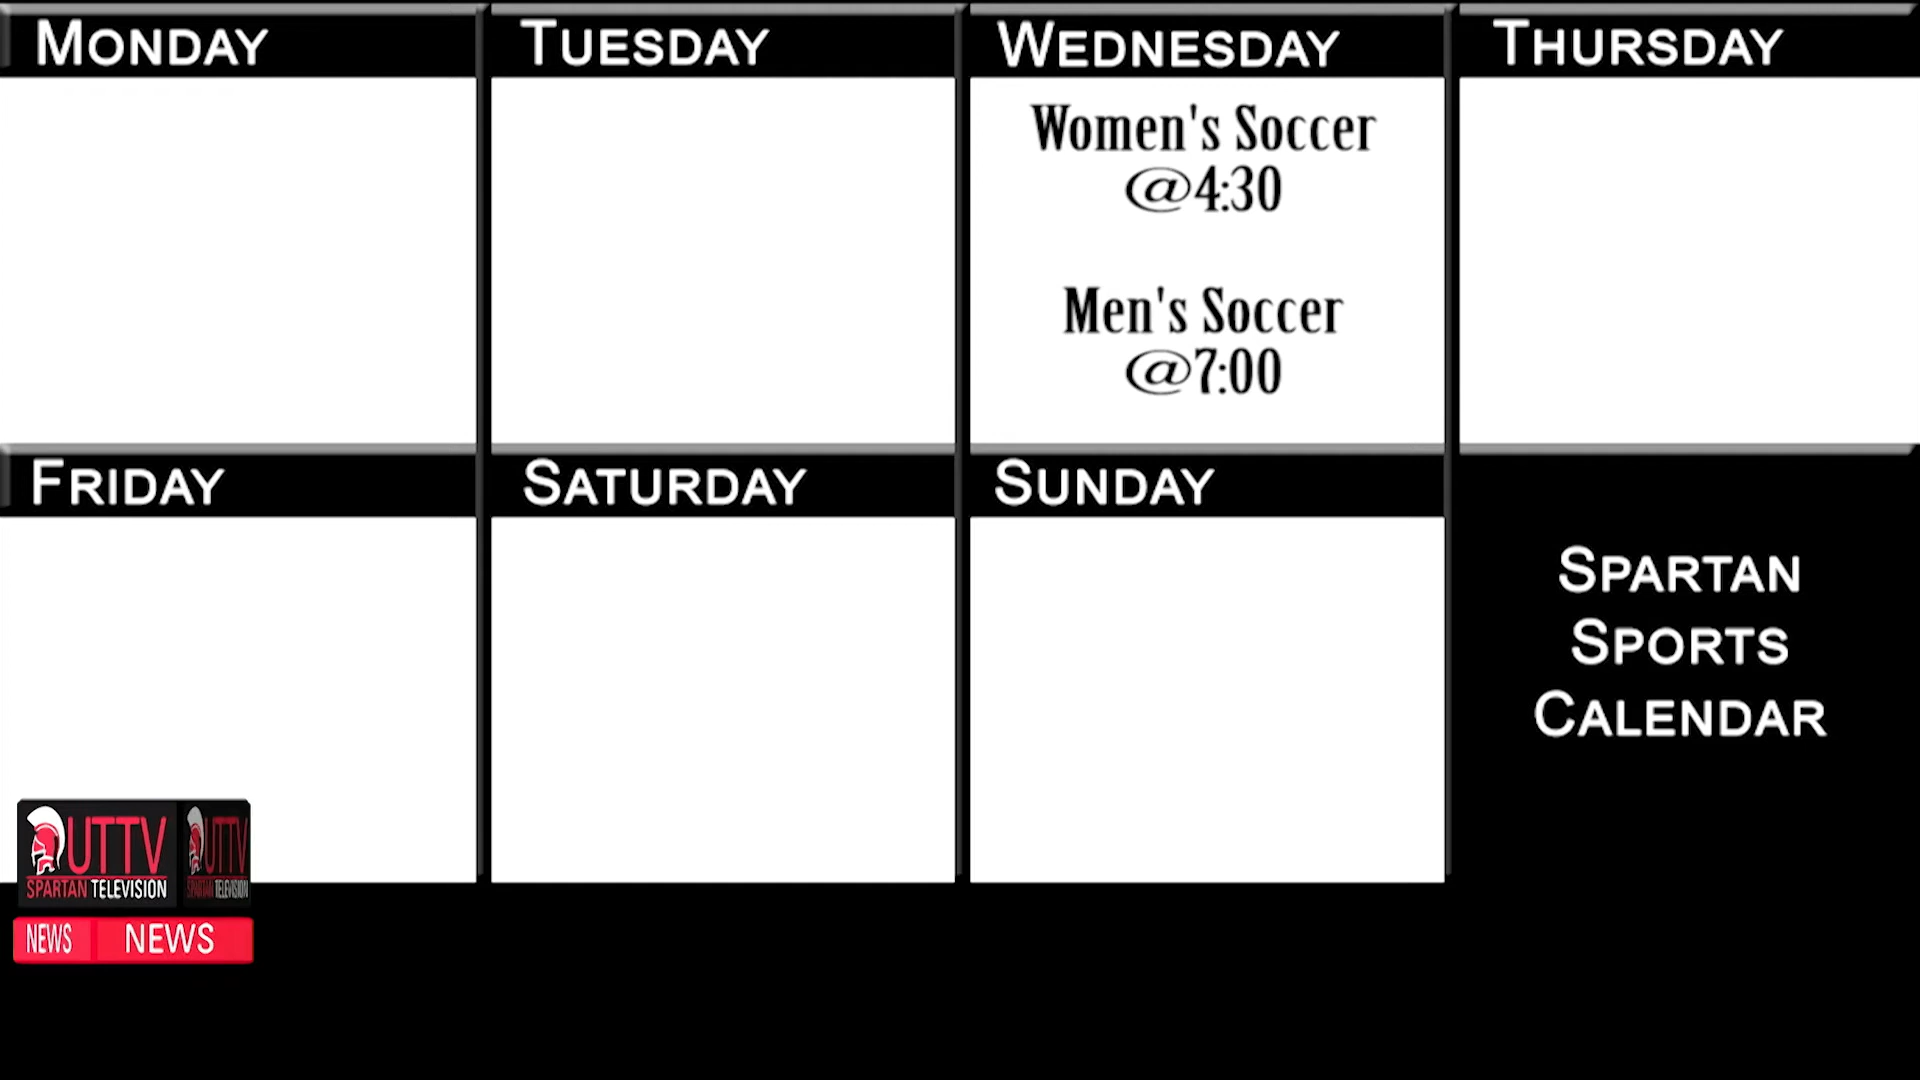 MONDAY
TUESDAY
WEDNESDAY
THURSDAY
Women's Soccer
@4:30
Men's Soccer
@7:00
FRIDAY
SATURDAY
SUNDAY
SPARTAN
SPORTS
CALENDAR
UTTV
SPARTAN TELEVISION
UTTV
SPARTAN TELEVISION
NEWS
NEWS